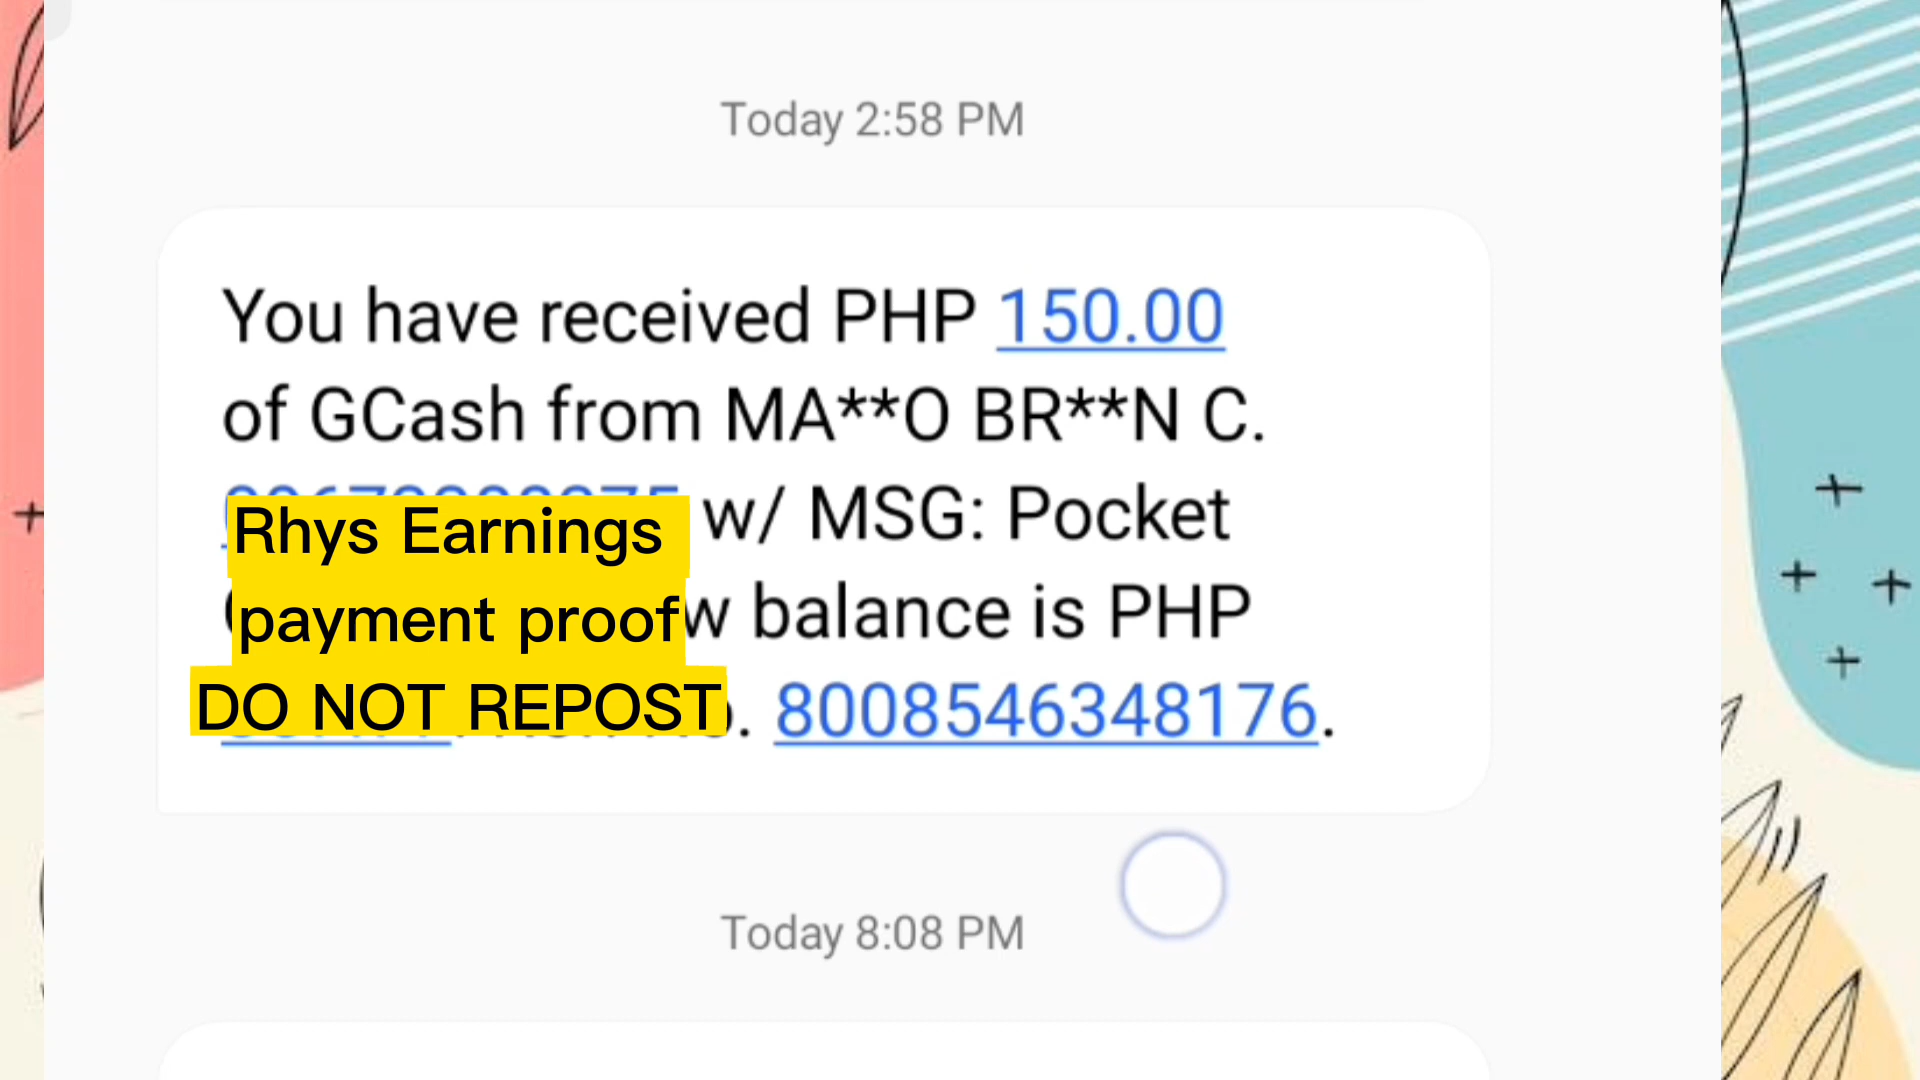 Today 2:58 PM
You have received PHP 150.00
of GCash from MA**O BR**N C.
w/ MSG: Pocket
Rhys Earnings
balance is PHP
payment proof
DO NOT REPOST
8008546348176.
Today 8:08 PM